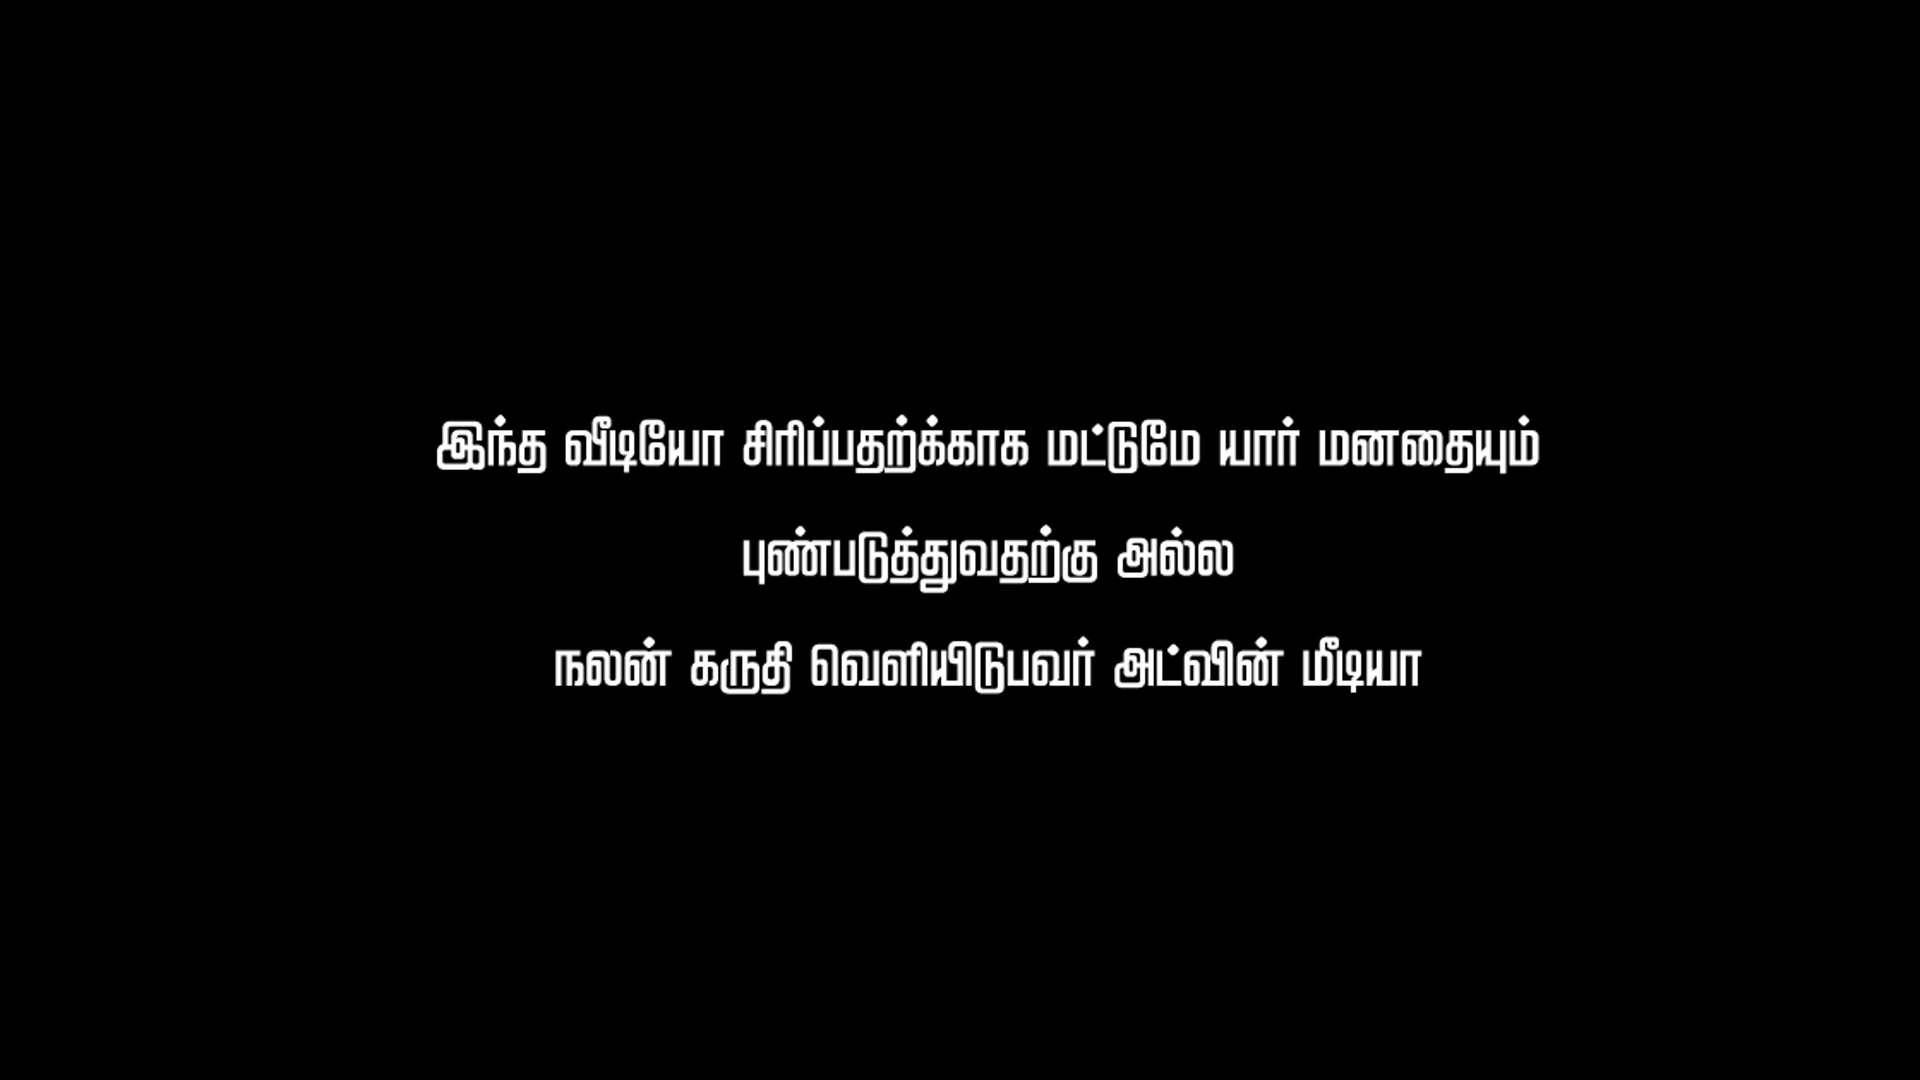 இந்த வீடியோ சிரிப்பதற்க்காக மட்டுமே யார் மனதையும்
புண்படுத்துவதற்கு அல்ல
நலன் கருதி வெளியிடுபவர் அட்வின் மீடியா